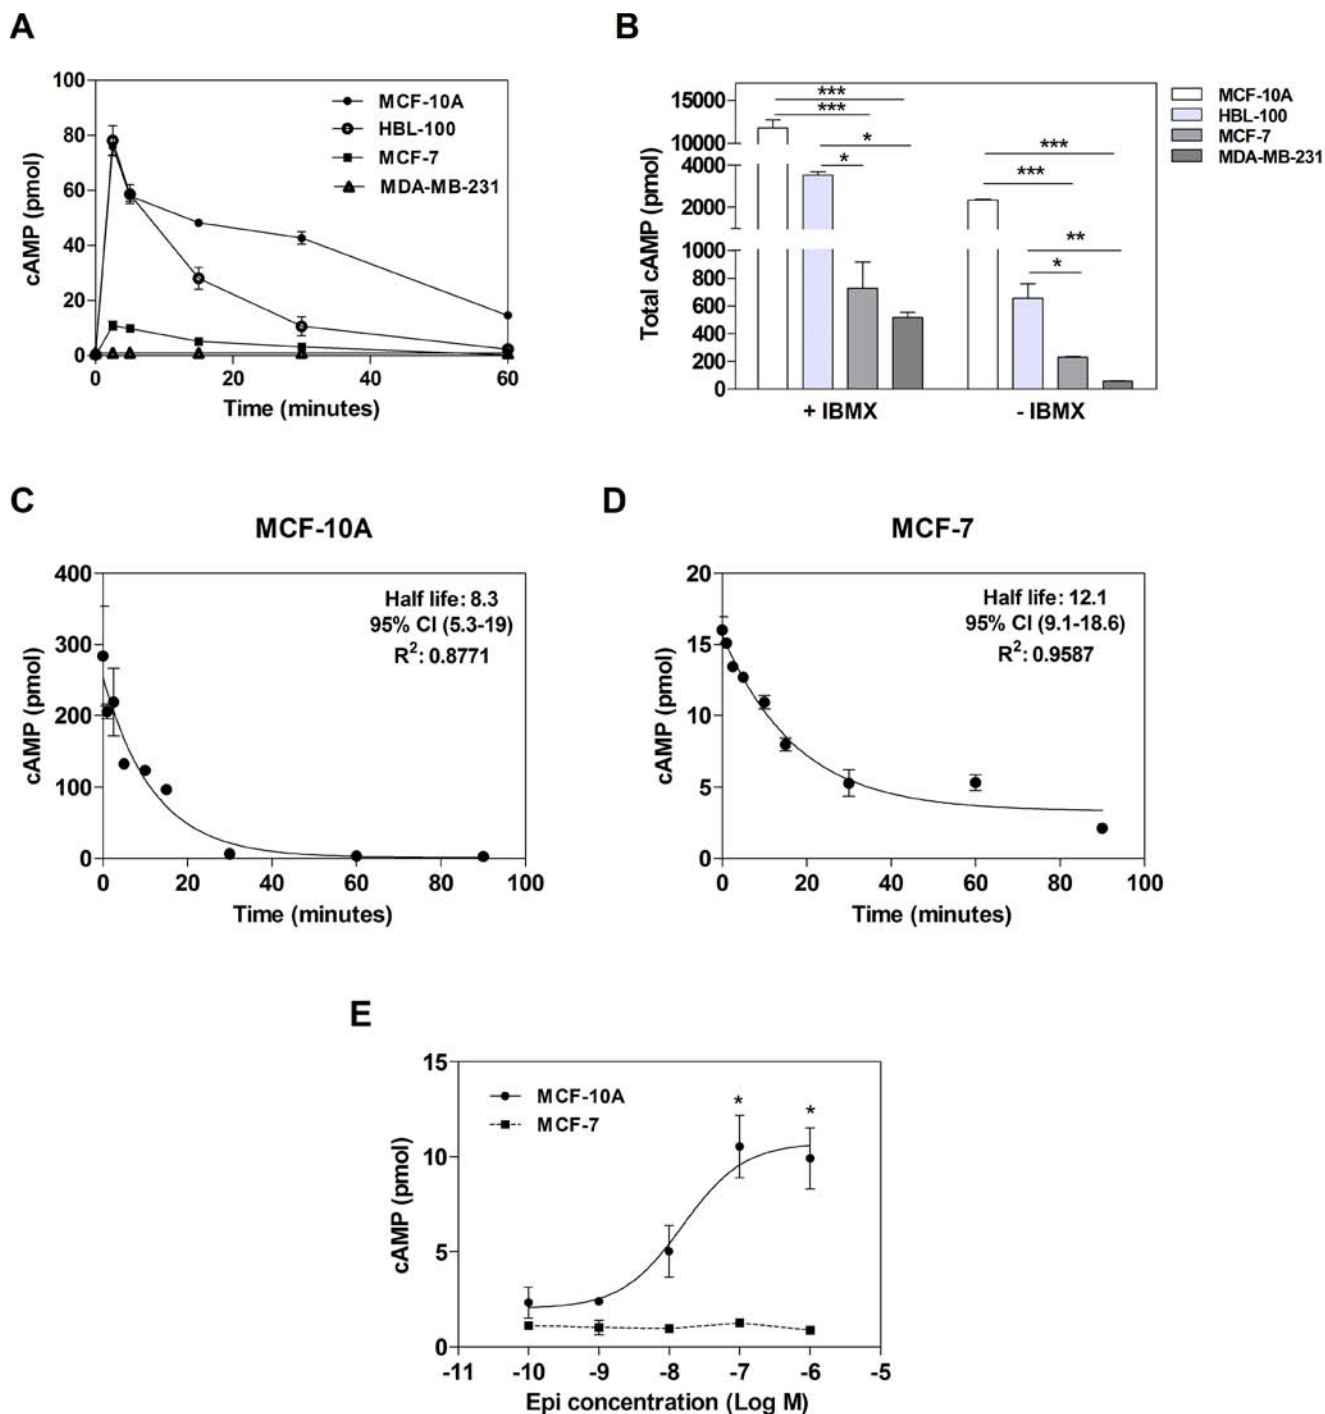 A
cAMP (pmol)
100
80
60
40
20
0
0
20
40
60
Time (minutes)
MCF-10A
HBL-100
MCF-7
MDA-MB-231
B
Total cAMP (pmol)
15000
10000
4000
2000
1000
800
600
400
200
0
***
***
*
*
***
***
**
*
+ IBMX
- IBMX
MCF-10A
HBL-100
MCF-7
MDA-MB-231
C
MCF-10A
cAMP (pmol)
400
300
200
100
0
Half life: 8.3
95% CI (5.3-19)
R²: 0.8771
0
20
40
60
80
100
Time (minutes)
D
MCF-7
cAMP (pmol)
20
15
10
5
0
Half life: 12.1
95% CI (9.1-18.6)
R²: 0.9587
0
20
40
60
80
100
Time (minutes)
E
cAMP (pmol)
15
10
5
0
MCF-10A
MCF-7
*
*
-11
-10
-9
-8
-7
-6
-5
Epi concentration (Log M)